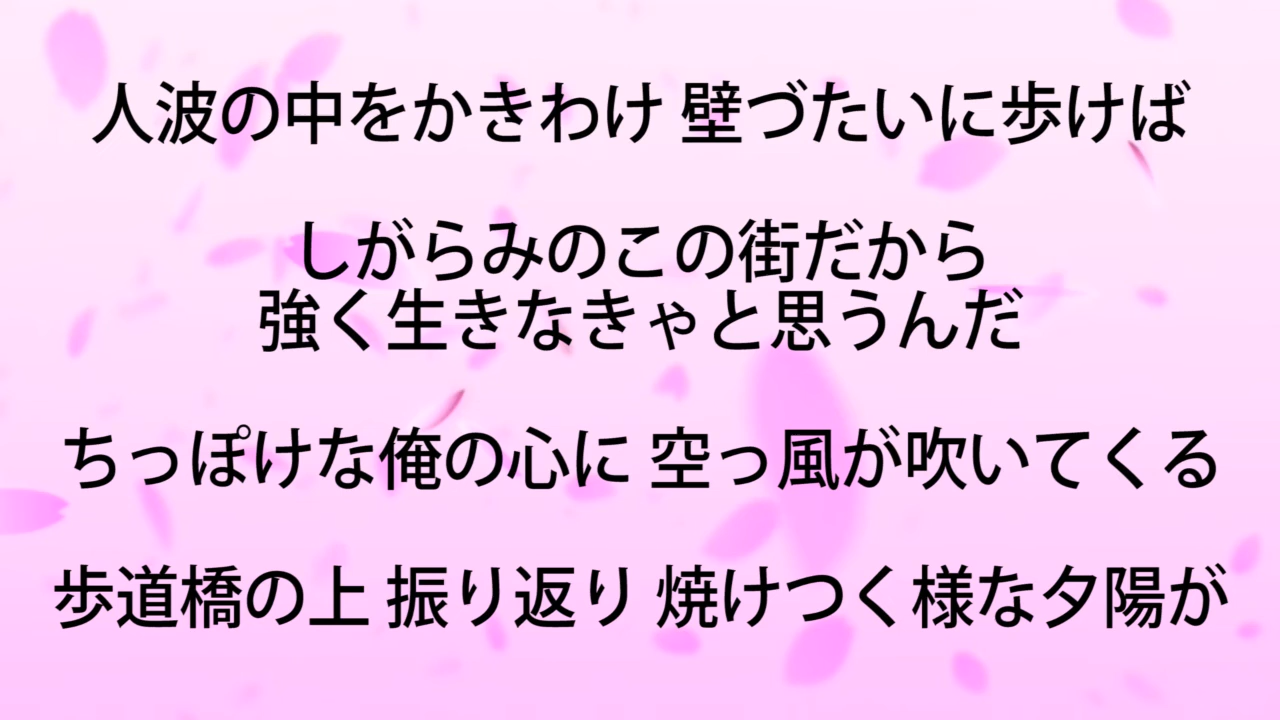 人波の中をかきわけ 壁づたいに歩けば
しがらみのこの街だから
強く生きなきゃと思うんだ
ちっぽけな俺の心に 空っ風が吹いてくる
歩道橋の上 振り返り 焼けつく様な夕陽が